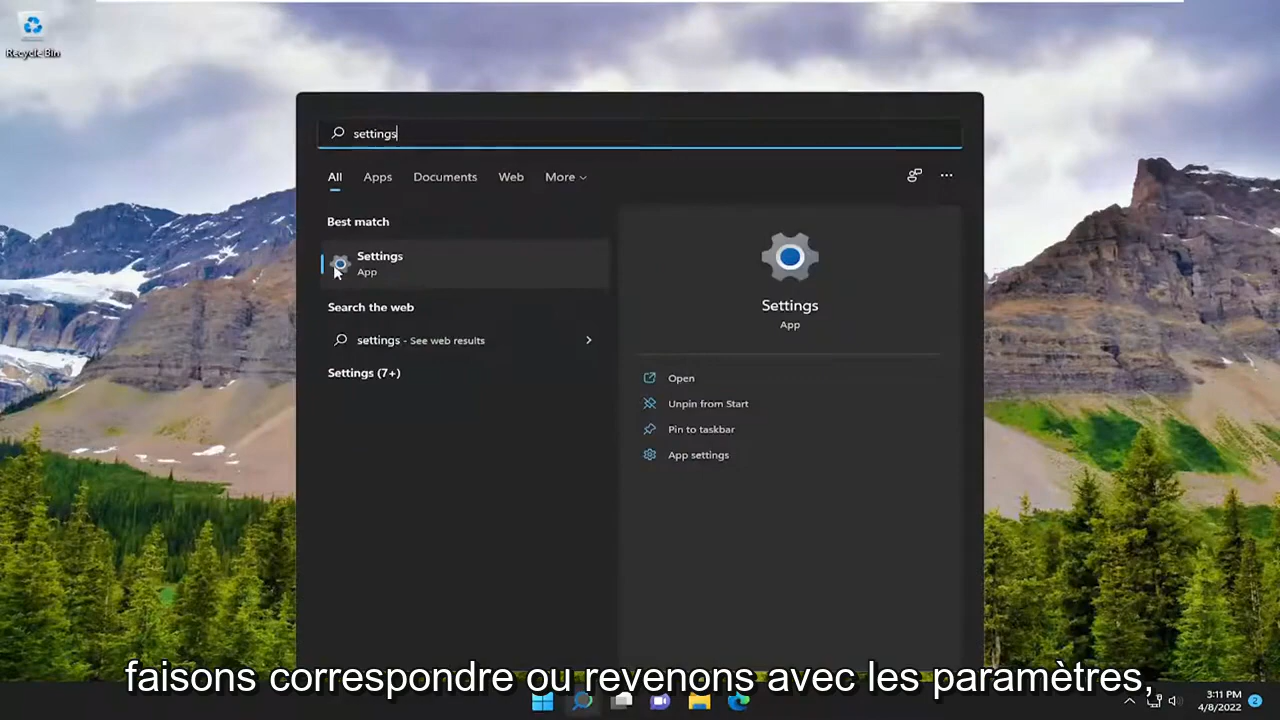 Recycle Bin
settings
All Apps Documents Web More
Best match
Settings
App
Search the web
settings - See web results
Settings (7+)
Settings
App
Open
Unpin from Start
Pin to taskbar
App settings
faisons correspondre ou revenons avec les paramètres,
3:11 PM
4/8/2022
2